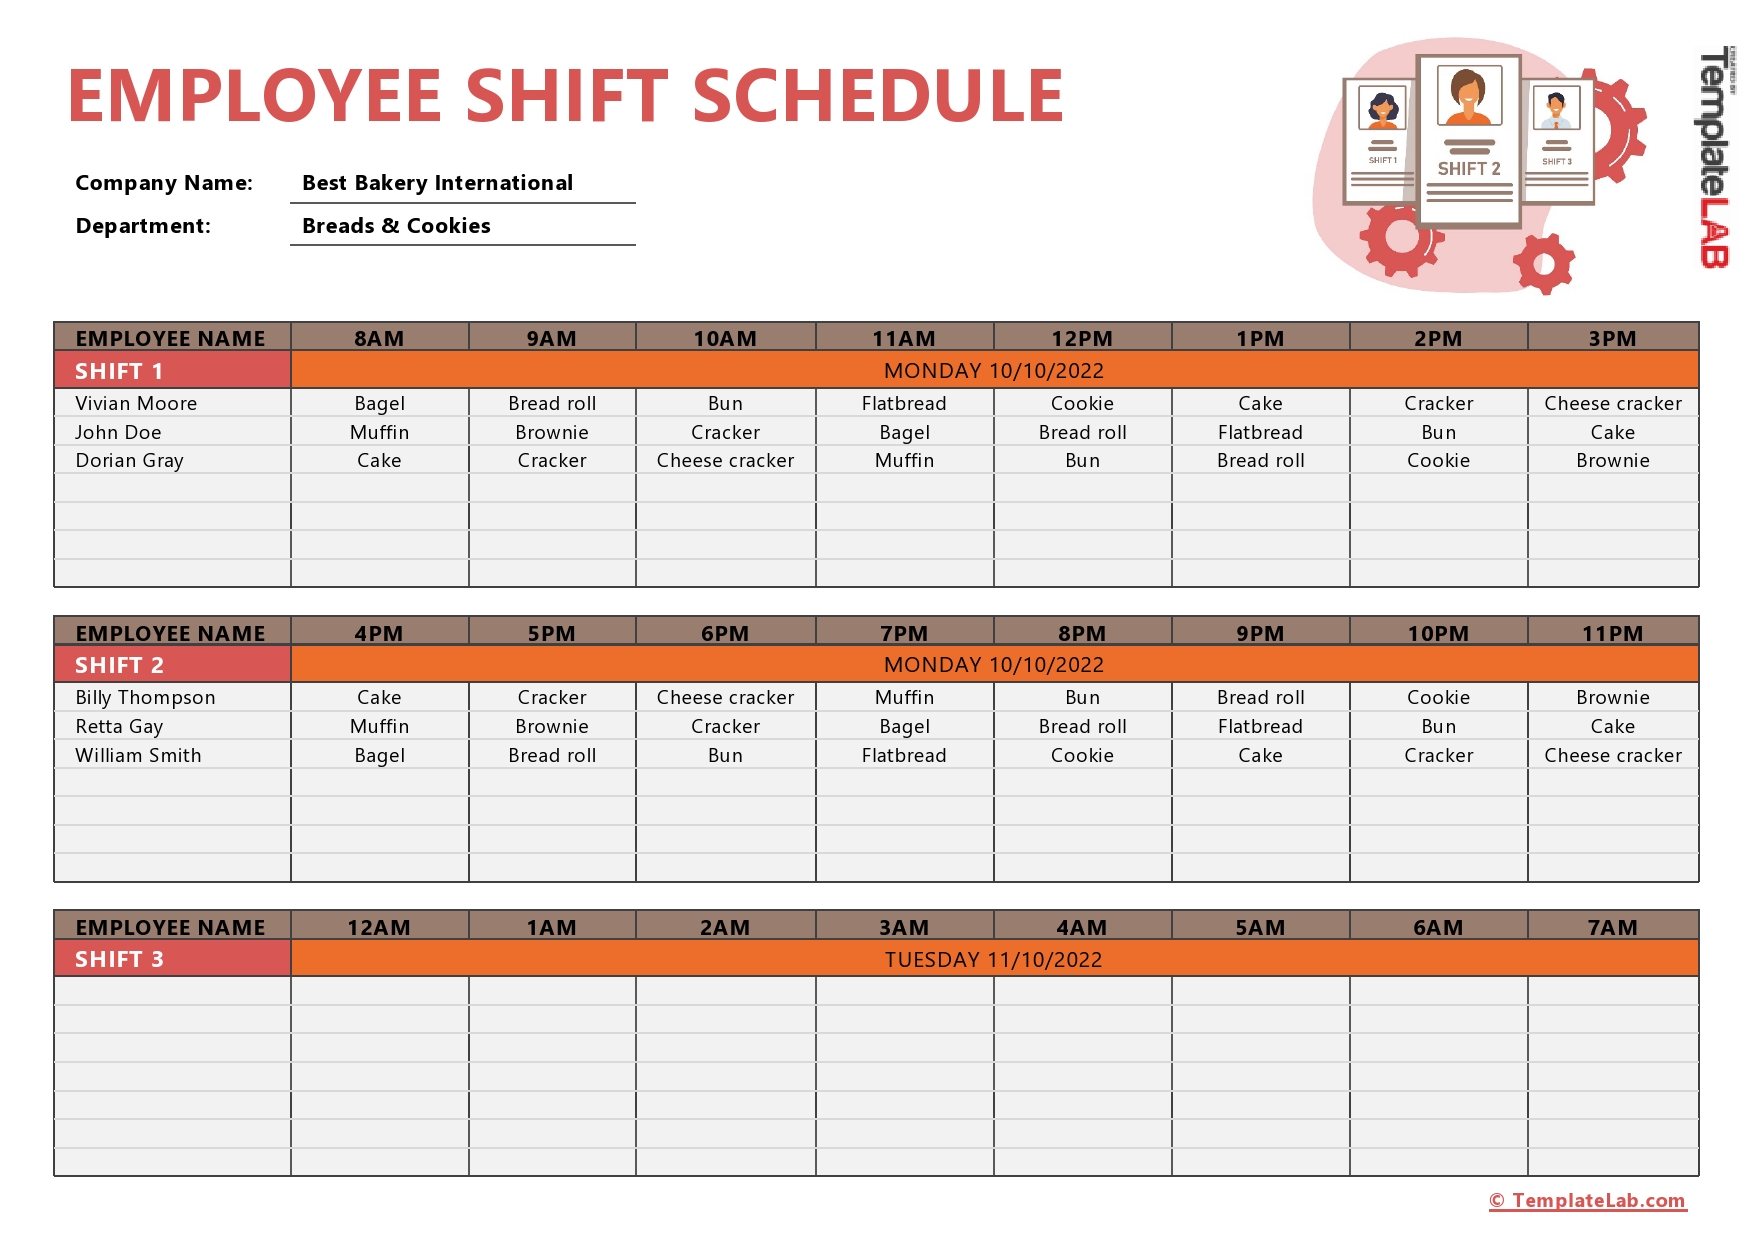 EMPLOYEE SHIFT SCHEDULE
Company Name: Best Bakery International
Department: Breads & Cookies
SHIFT 1
SHIFT 2
SHIFT 3
TemplateLAB
EMPLOYEE NAME 8AM 9AM 10AM 11AM 12PM 1PM 2PM 3PM
SHIFT 1 MONDAY 10/10/2022
Vivian Moore Bagel Bread roll Bun Flatbread Cookie Cake Cracker Cheese cracker
John Doe Muffin Brownie Cracker Bagel Bread roll Flatbread Bun Cake
Dorian Gray Cake Cracker Cheese cracker Muffin Bun Bread roll Cookie Brownie
EMPLOYEE NAME 4PM 5PM 6PM 7PM 8PM 9PM 10PM 11PM
SHIFT 2 MONDAY 10/10/2022
Billy Thompson Cake Cracker Cheese cracker Muffin Bun Bread roll Cookie Brownie
Retta Gay Muffin Brownie Cracker Bagel Bread roll Flatbread Bun Cake
William Smith Bagel Bread roll Bun Flatbread Cookie Cake Cracker Cheese cracker
EMPLOYEE NAME 12AM 1AM 2AM 3AM 4AM 5AM 6AM 7AM
SHIFT 3 TUESDAY 11/10/2022
© TemplateLab.com